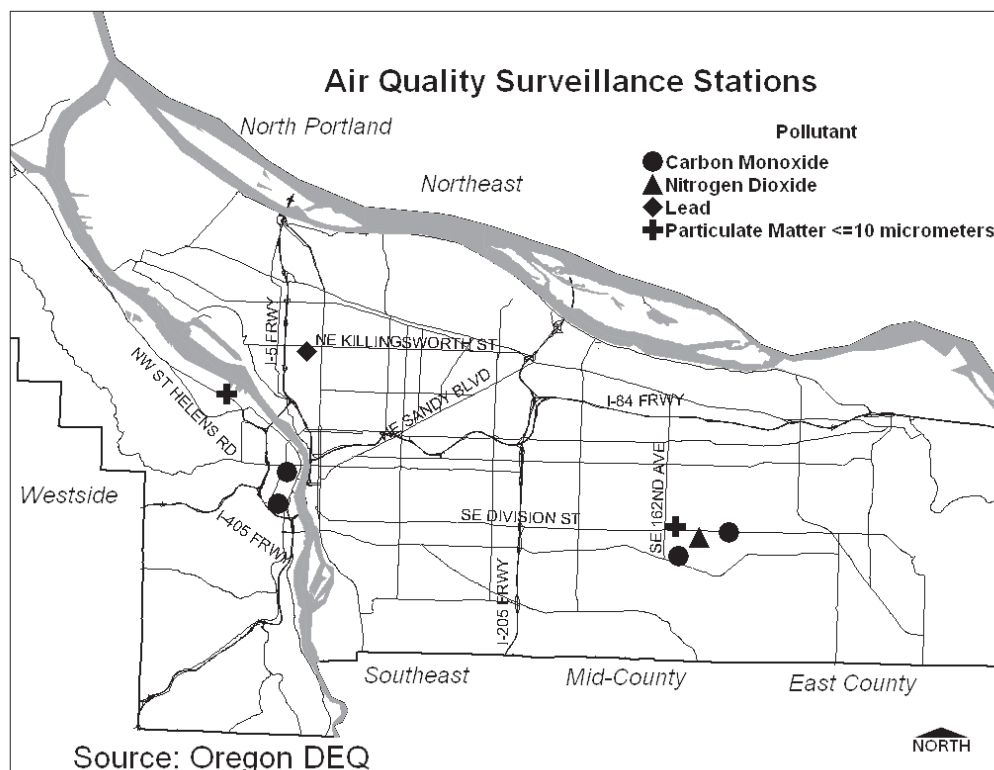 Air Quality Surveillance Stations
North Portland
Pollutant
Carbon Monoxide
Northeast
Nitrogen Dioxide
Lead
Particulate Matter <=10 micrometers
I-5 FRWY
NE KILLINGSWORTH ST
NW ST HELENS RD
NE SANDY BLVD
I-84 FRWY
Westside
I-405 FRWY
SE DIVISION ST
SE 162ND AVE
I-205 FRWY
Southeast
Mid-County
East County
Source: Oregon DEQ
NORTH